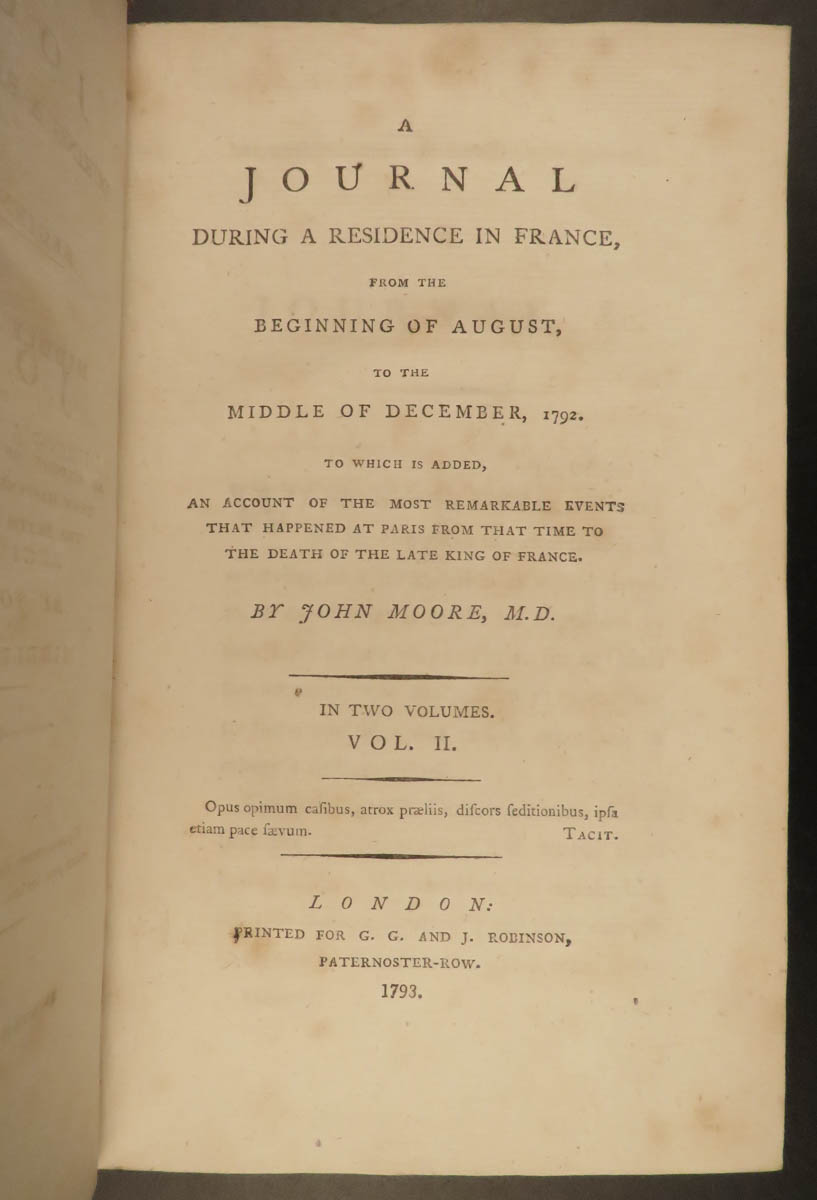 A
JOURNAL
DURING A RESIDENCE IN FRANCE,
FROM THE
BEGINNING OF AUGUST,
TO THE
MIDDLE OF DECEMBER, 1792.
TO WHICH IS ADDED,
AN ACCOUNT OF THE MOST REMARKABLE EVENTS
THAT HAPPENED AT PARIS FROM THAT TIME TO
THE DEATH OF THE LATE KING OF FRANCE.
BY JOHN MOORE, M.D.
IN TWO VOLUMES.
VOL. II.
Opus opimum caſibus, atrox præliis, diſcors ſeditionibus, ipſa
etiam pace ſævum. TACIT.
LONDON:
PRINTED FOR G. G. AND J. ROBINSON,
PATERNOSTER-ROW.
1793.